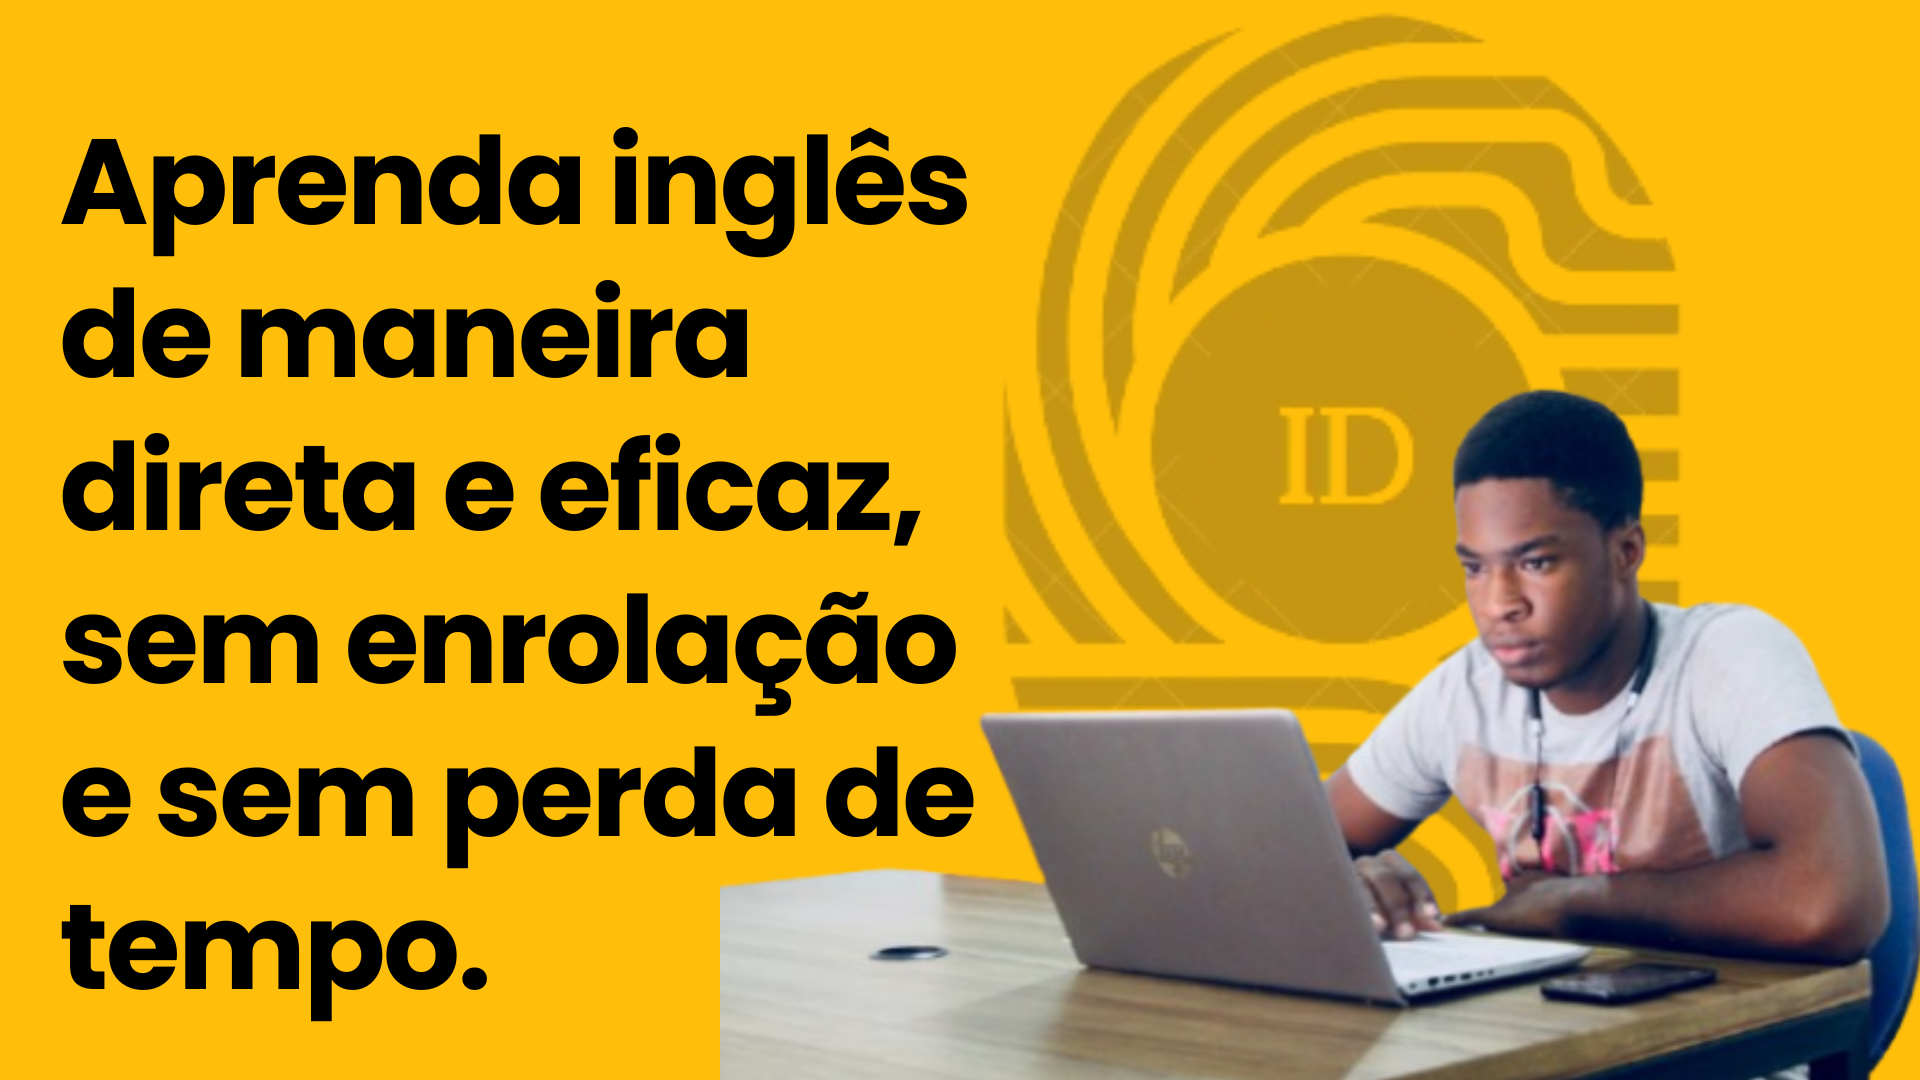 Aprenda inglês
de maneira
direta e eficaz,
sem enrolação
e sem perda de
tempo.
ID